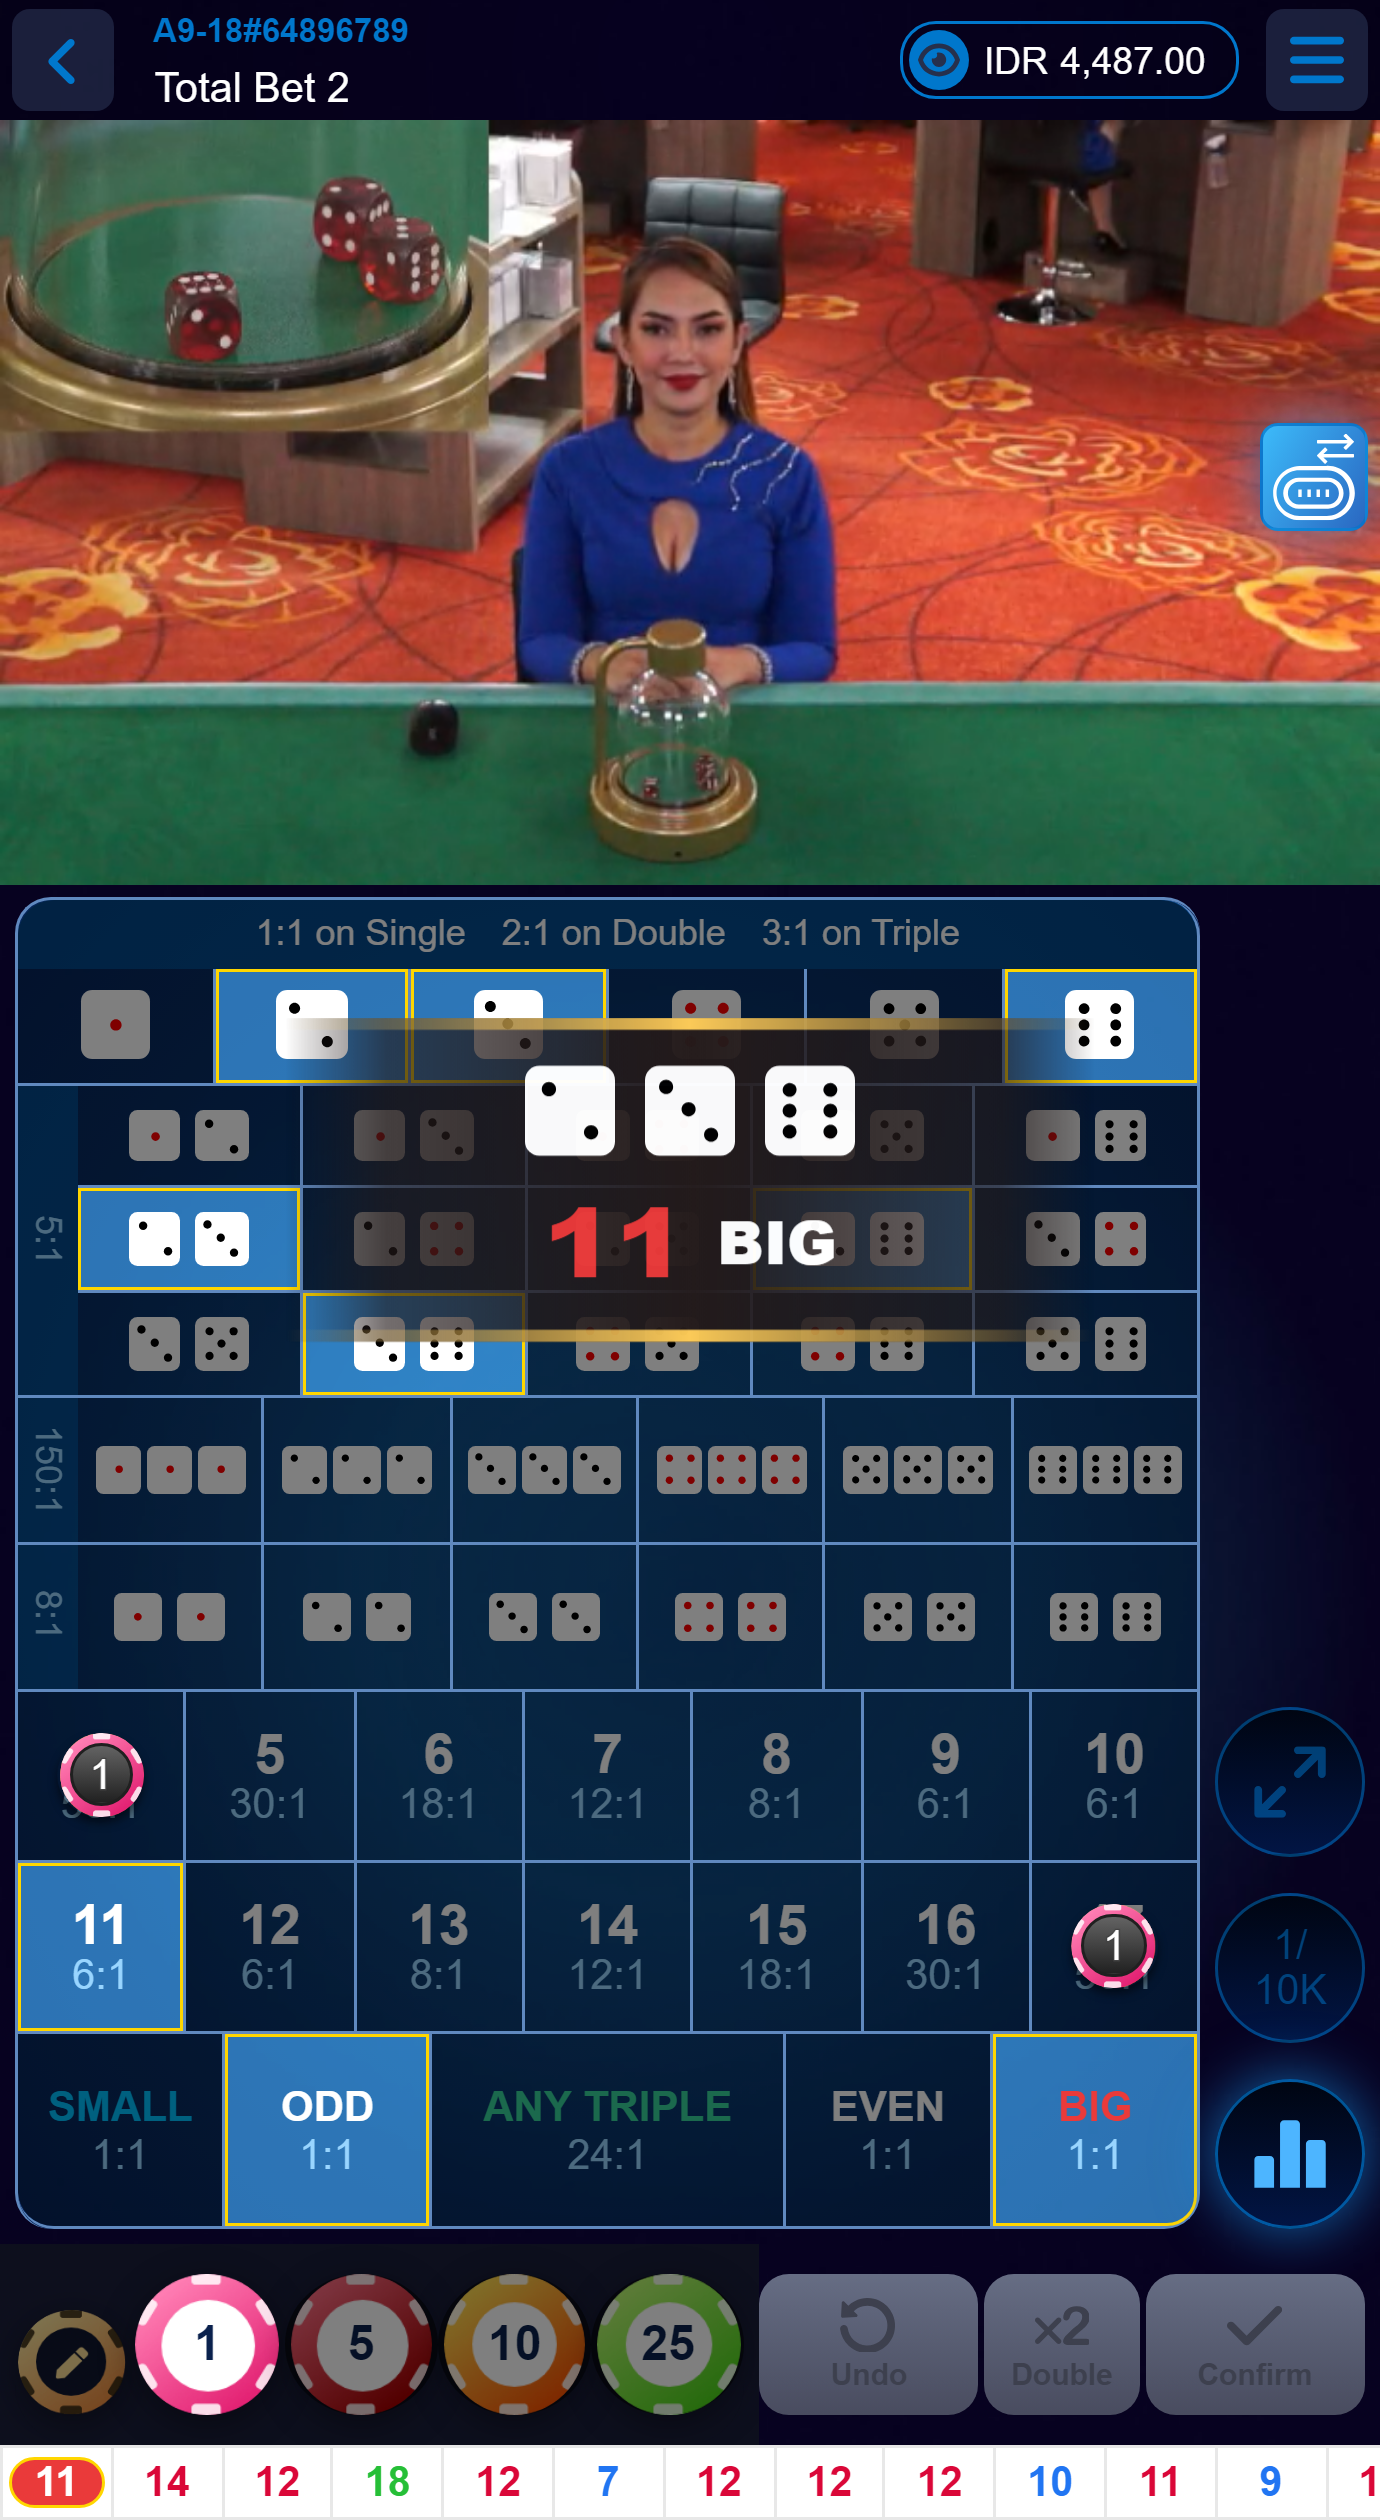 A9-18#64896789
Total Bet 2
IDR 4,487.00
1:1 on Single 2:1 on Double 3:1 on Triple
11 BIG
5:1
150:1
8:1
1 5 6 7 8 9 10
30:1 18:1 12:1 8:1 6:1 6:1
11 12 13 14 15 16 1
6:1 6:1 8:1 12:1 18:1 30:1
1/
10K
SMALL ODD ANY TRIPLE EVEN BIG
1:1 1:1 24:1 1:1 1:1
1 5 10 25
x2
Undo Double Confirm
11 14 12 18 12 7 12 12 12 10 11 9